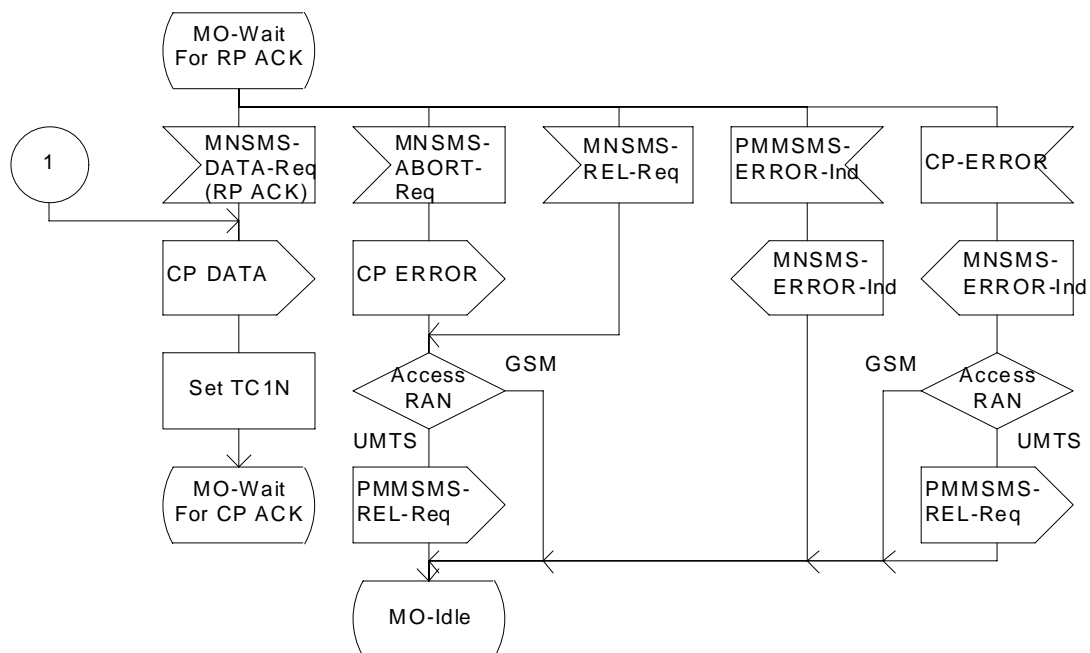 MO-Wait
For RP ACK
1
MNSMS-
DATA-Req
(RP ACK)
MNSMS-
ABORT-
Req
MNSMS-
REL-Req
PMMSMS-
ERROR-Ind
CP-ERROR
CP DATA
CP ERROR
MNSMS-
ERROR-Ind
MNSMS-
ERROR-Ind
Set TC1N
Access
RAN
GSM
UMTS
GSM
Access
RAN
UMTS
MO-Wait
For CP ACK
PMMSMS-
REL-Req
PMMSMS-
REL-Req
MO-Idle